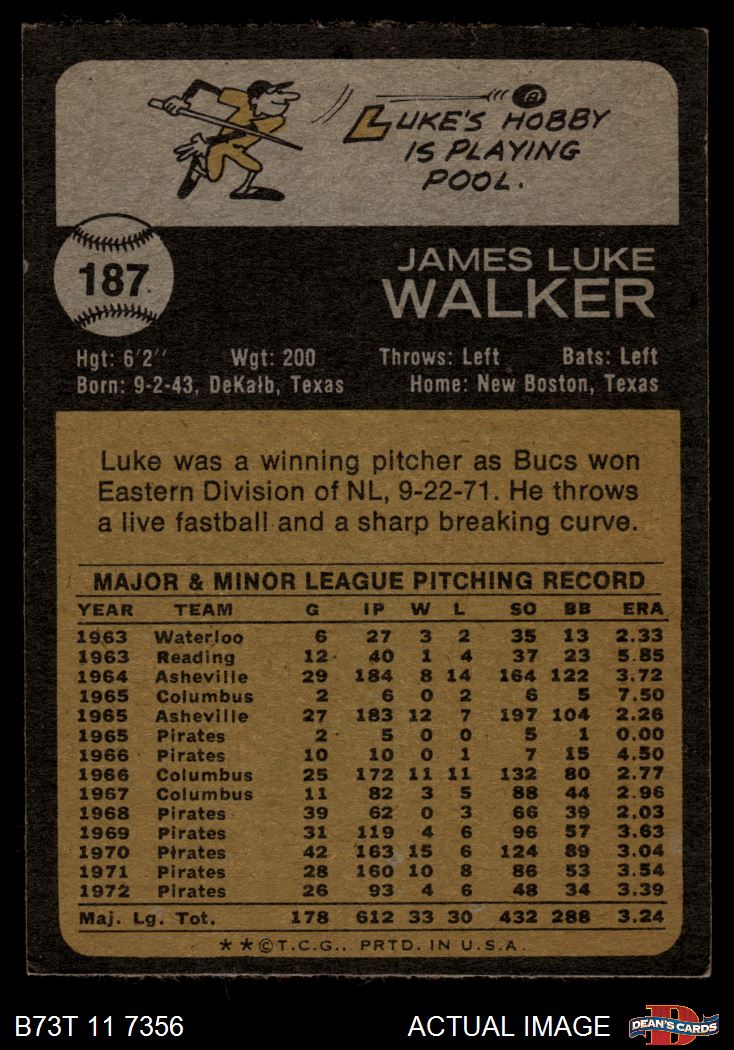 LUKE'S HOBBY
IS PLAYING
POOL.
187
JAMES LUKE
WALKER
Hgt: 6'2" Wgt: 200 Throws: Left Bats: Left
Born: 9-2-43, DeKalb, Texas Home: New Boston, Texas
Luke was a winning pitcher as Bucs won
Eastern Division of NL, 9-22-71. He throws
a live fastball and a sharp breaking curve.
MAJOR & MINOR LEAGUE PITCHING RECORD
YEAR TEAM G IP W L SO BB ERA
1963 Waterloo 6 27 3 2 35 13 2.33
1963 Reading 12 40 1 4 37 23 5.85
1964 Asheville 29 184 8 14 164 122 3.72
1965 Columbus 2 6 0 2 6 5 7.50
1965 Asheville 27 183 12 7 197 104 2.26
1965 Pirates 2 5 0 0 5 1 0.00
1966 Pirates 10 10 0 1 7 15 4.50
1966 Columbus 25 172 11 11 132 80 2.77
1967 Columbus 11 82 3 5 88 44 2.96
1968 Pirates 39 62 0 3 66 39 2.03
1969 Pirates 31 119 4 6 96 57 3.63
1970 Pirates 42 163 15 6 124 89 3.04
1971 Pirates 28 160 10 8 86 53 3.54
1972 Pirates 26 93 4 6 48 34 3.39
Maj. Lg. Tot. 178 612 33 30 432 288 3.24
**©T.C.G., PRTD. IN U.S.A.
B73T 11 7356 ACTUAL IMAGE DEAN'S CARDS